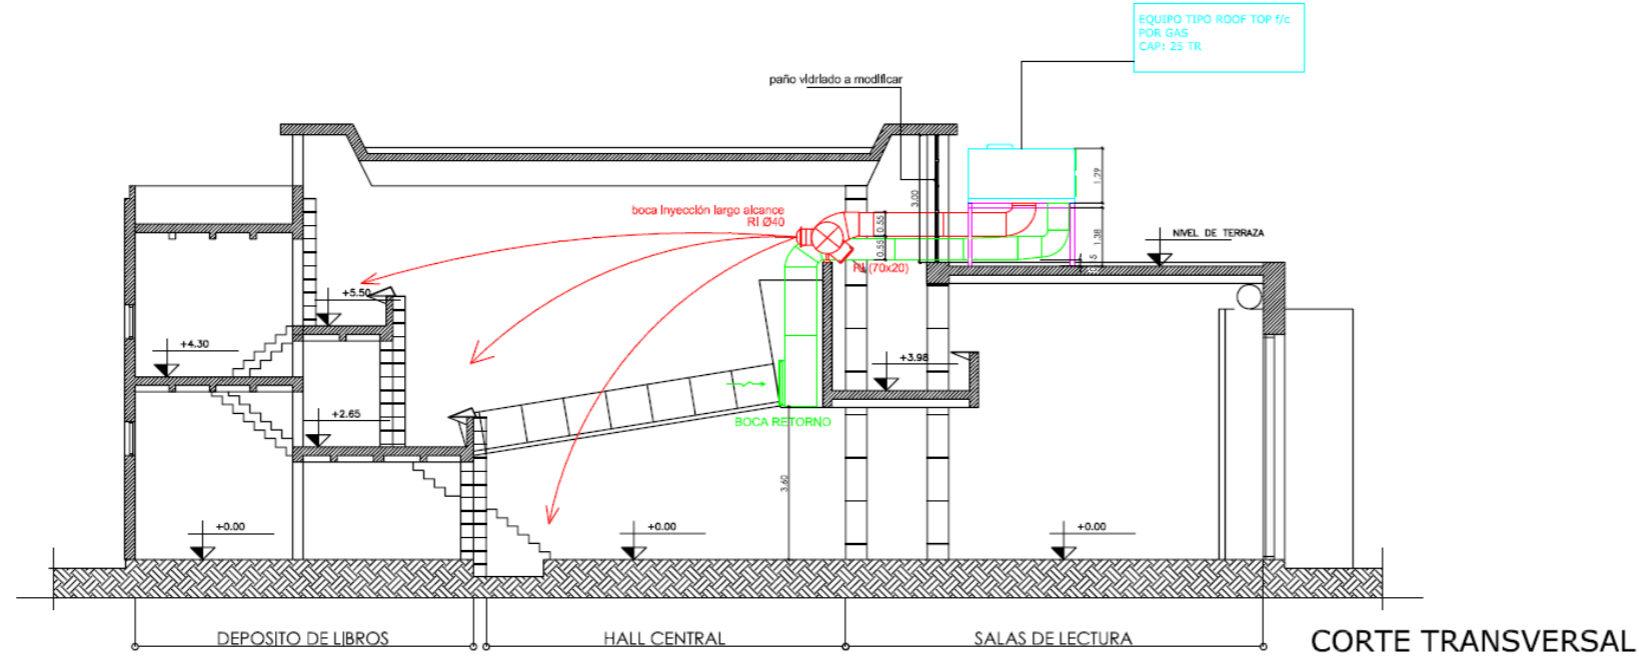 EQUIPO TIPO ROOF TOP f/c
POR GAS
CAP: 25 TR
paño vidriado a modificar
1.29
3.00
boca inyección largo alcance
RI Ø40
0.55
1.38
NIVEL DE TERRAZA
0.55
RI (70x20)
+5.50
+4.30
+3.98
+2.65
BOCA RETORNO
3.60
+0.00
+0.00
+0.00
DEPOSITO DE LIBROS
HALL CENTRAL
SALAS DE LECTURA
CORTE TRANSVERSAL